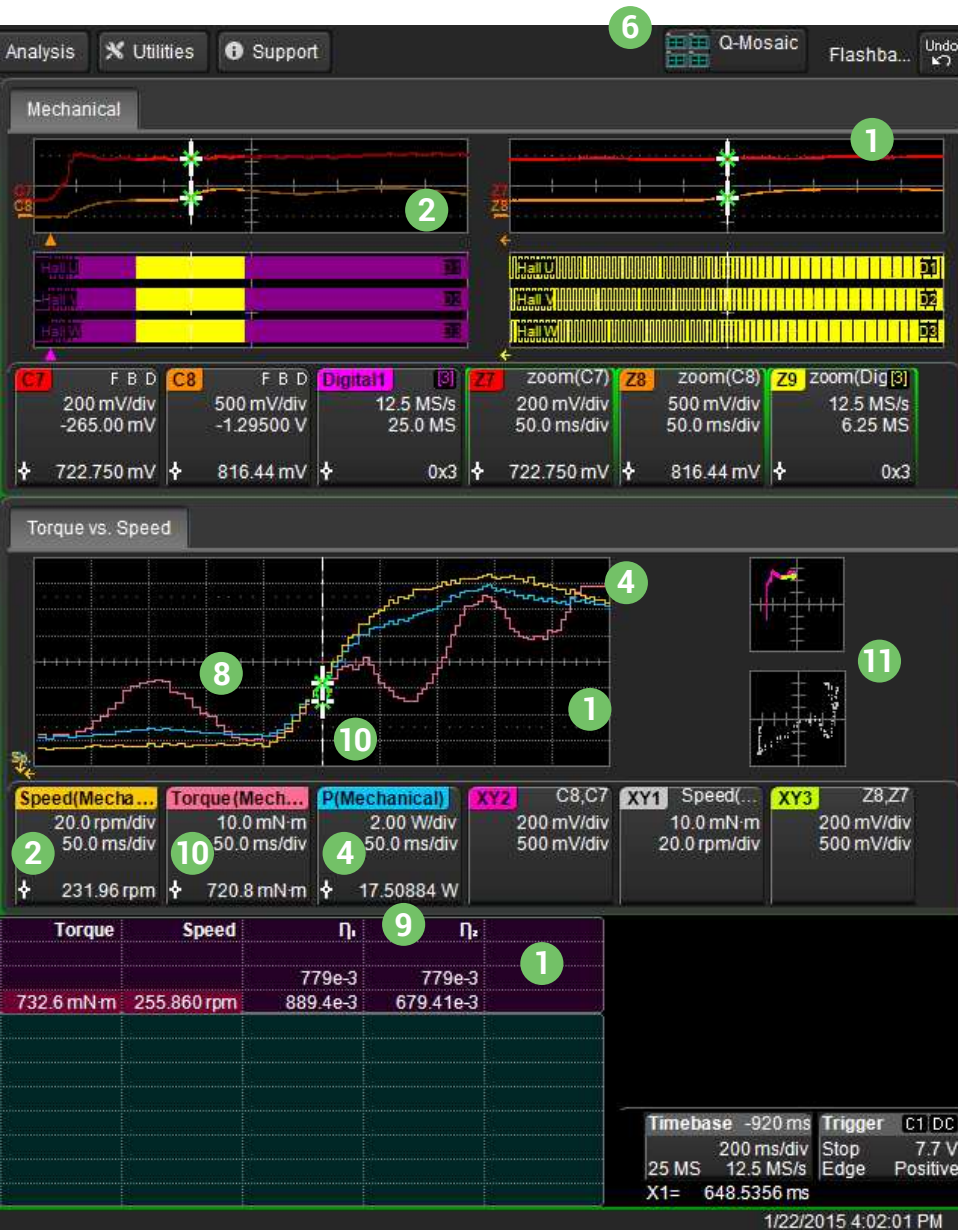 6
Analysis Utilities Support Q-Mosaic Flashba... Undo
Mechanical
1
2
C7
C8
Z7
Z8
Hall U D1
Hall V D2
Hall W D3
Hall U D1
Hall V D2
Hall W D3
C7 F B D
200 mV/div
-265.00 mV
722.750 mV
C8 F B D
500 mV/div
-1.29500 V
816.44 mV
Digital1 [3]
12.5 MS/s
25.0 MS
0x3
Z7 zoom(C7)
200 mV/div
50.0 ms/div
722.750 mV
Z8 zoom(C8)
500 mV/div
50.0 ms/div
816.44 mV
Z9 zoom(Dig[3]
12.5 MS/s
6.25 MS
0x3
Torque vs. Speed
4
8
11
1
10
Speed(Mecha...
20.0 rpm/div
2 50.0 ms/div
231.96 rpm
Torque(Mech...
10.0 mN·m
10 50.0 ms/div
720.8 mN·m
P(Mechanical)
2.00 W/div
4 50.0 ms/div
17.50884 W
XY2 C8,C7
200 mV/div
500 mV/div
XY1 Speed(...
10.0 mN·m
20.0 rpm/div
XY3 Z8,Z7
200 mV/div
500 mV/div
Torque Speed η₁ 9 η₂
1
779e-3 779e-3
732.6 mN·m 255.860 rpm 889.4e-3 679.41e-3
Timebase -920 ms
200 ms/div
25 MS 12.5 MS/s
Trigger C1 DC
Stop 7.7 V
Edge Positive
X1= 648.5356 ms
1/22/2015 4:02:01 PM